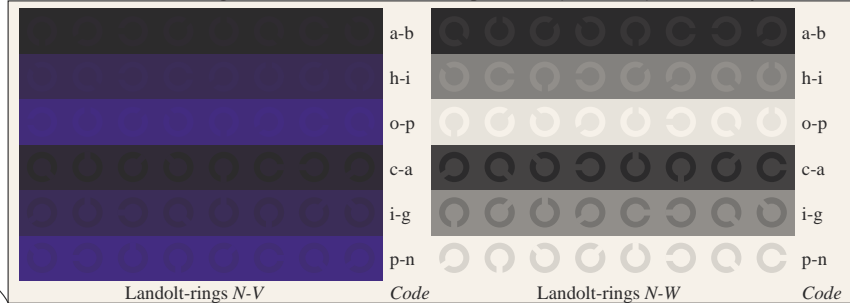 a-b a-b
h-i h-i
o-p o-p
c-a c-a
i-g i-g
p-n p-n
Landolt-rings N-V Code Landolt-rings N-W Code